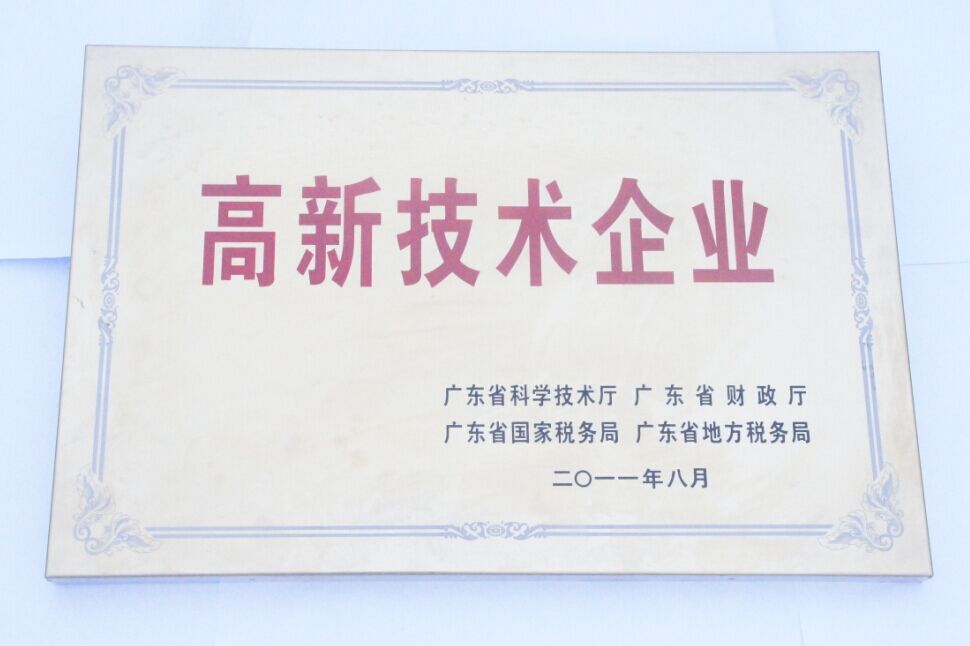 高新技术企业
广东省科学技术厅 广东省财政厅
广东省国家税务局 广东省地方税务局
二〇一一年八月